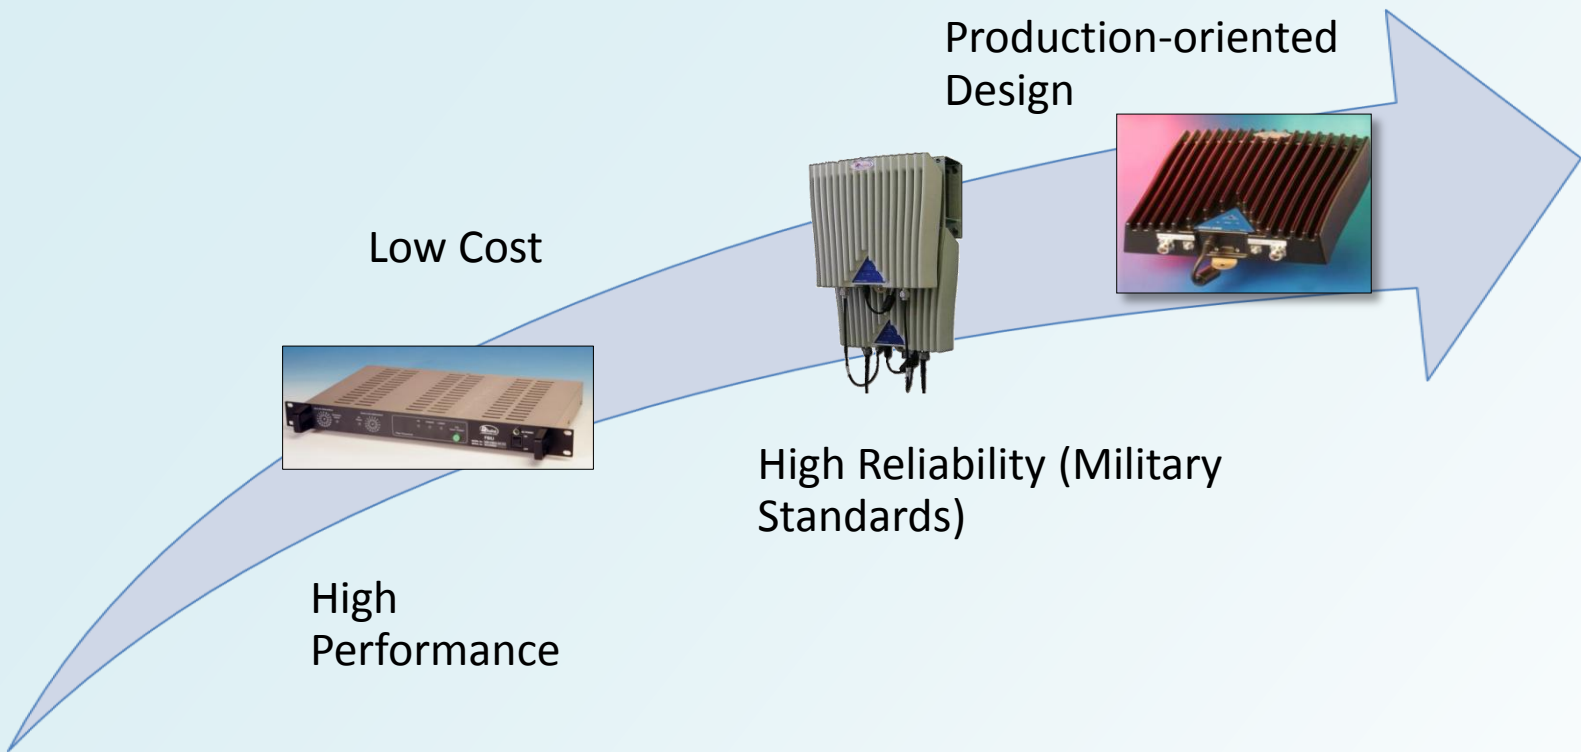 Production-oriented
Design
Low Cost
High Reliability (Military
Standards)
High
Performance